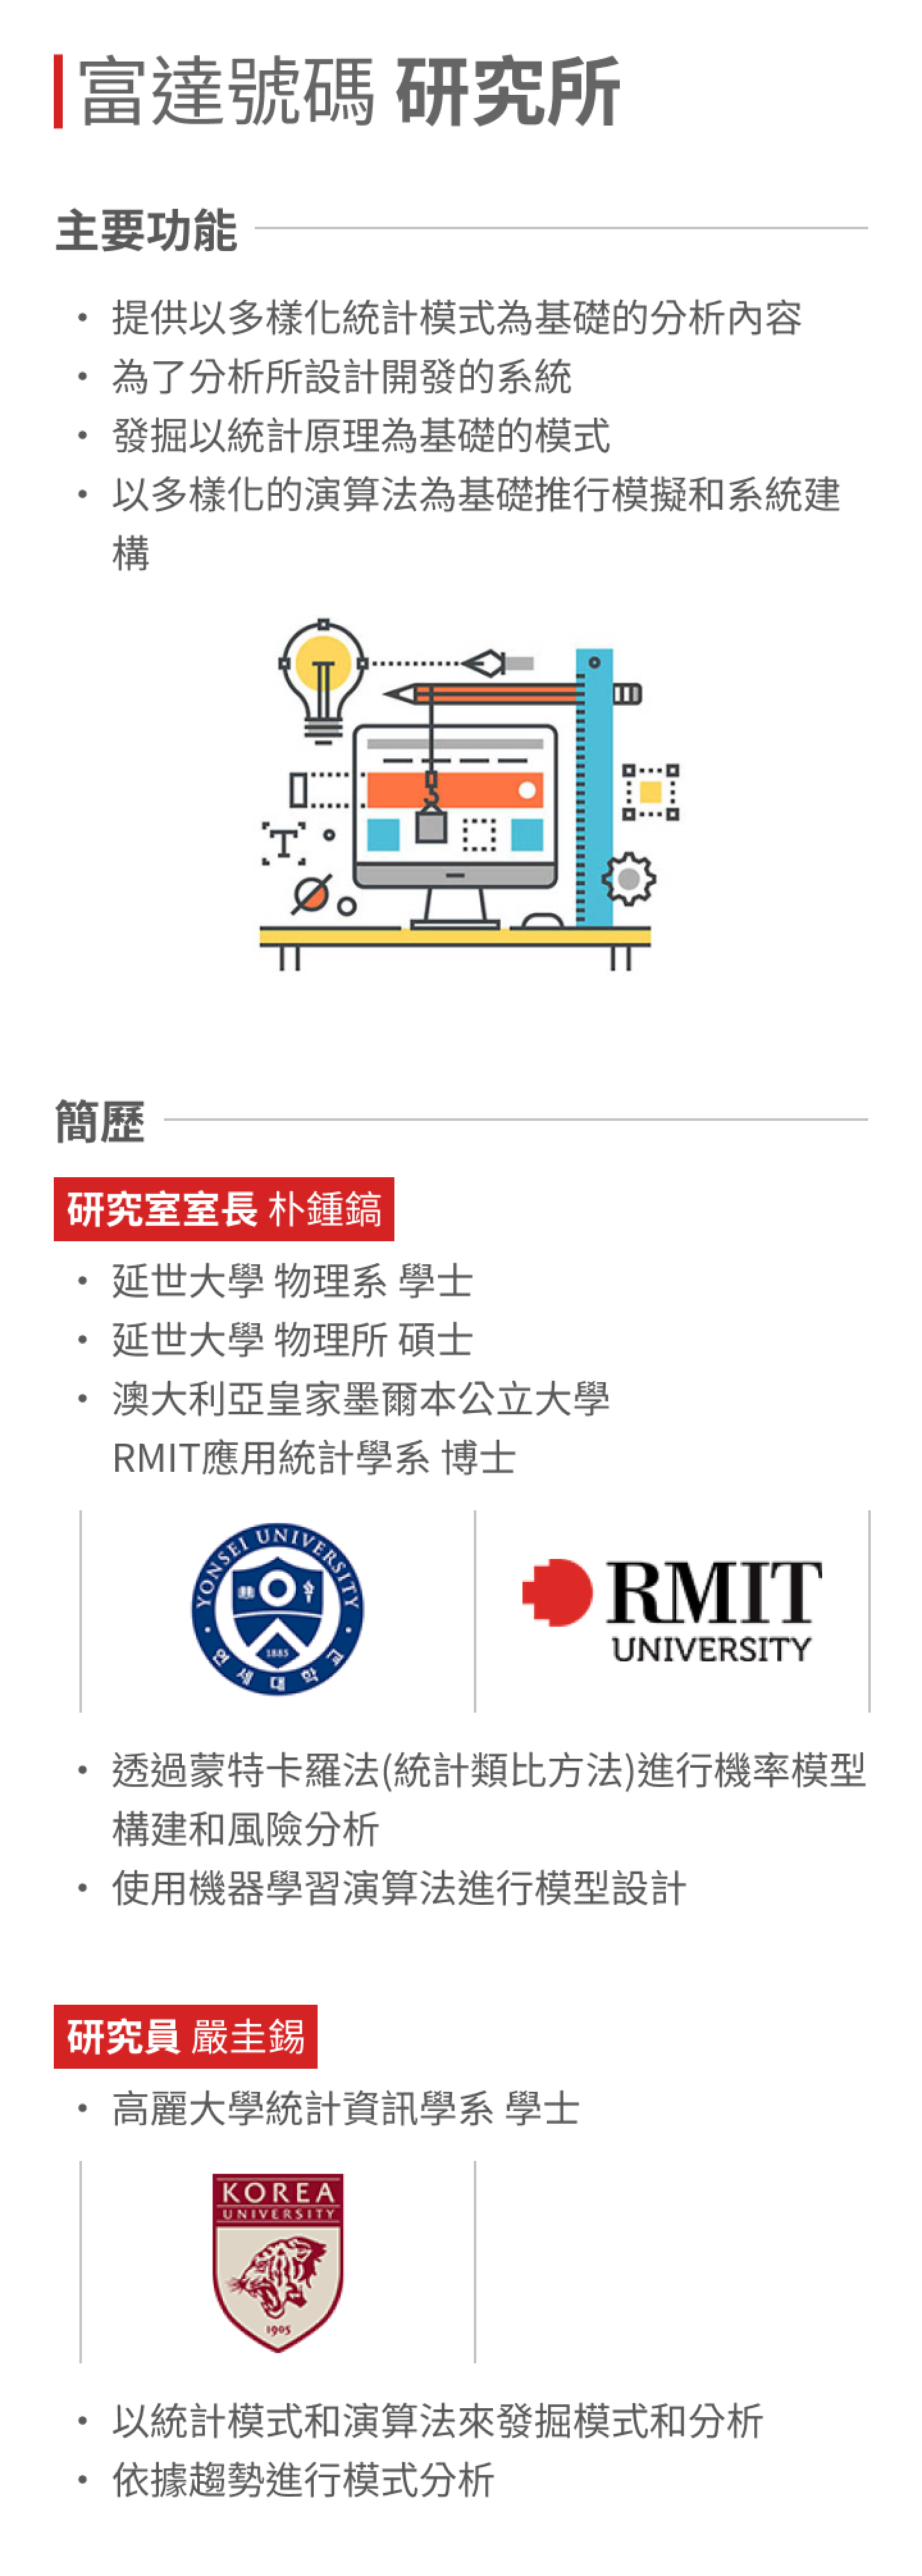 富達號碼 研究所
主要功能
• 提供以多樣化統計模式為基礎的分析內容
• 為了分析所設計開發的系統
• 發掘以統計原理為基礎的模式
• 以多樣化的演算法為基礎推行模擬和系統建
構
T
簡歷
研究室室長 朴鍾鎬
• 延世大學 物理系 學士
• 延世大學 物理所 碩士
• 澳大利亞皇家墨爾本公立大學
RMIT應用統計學系 博士
YONSEI UNIVERSITY
1885
연세대학교
RMIT
UNIVERSITY
• 透過蒙特卡羅法(統計類比方法)進行機率模型
構建和風險分析
• 使用機器學習演算法進行模型設計
研究員 嚴圭錫
• 高麗大學統計資訊學系 學士
KOREA
UNIVERSITY
1905
• 以統計模式和演算法來發掘模式和分析
• 依據趨勢進行模式分析